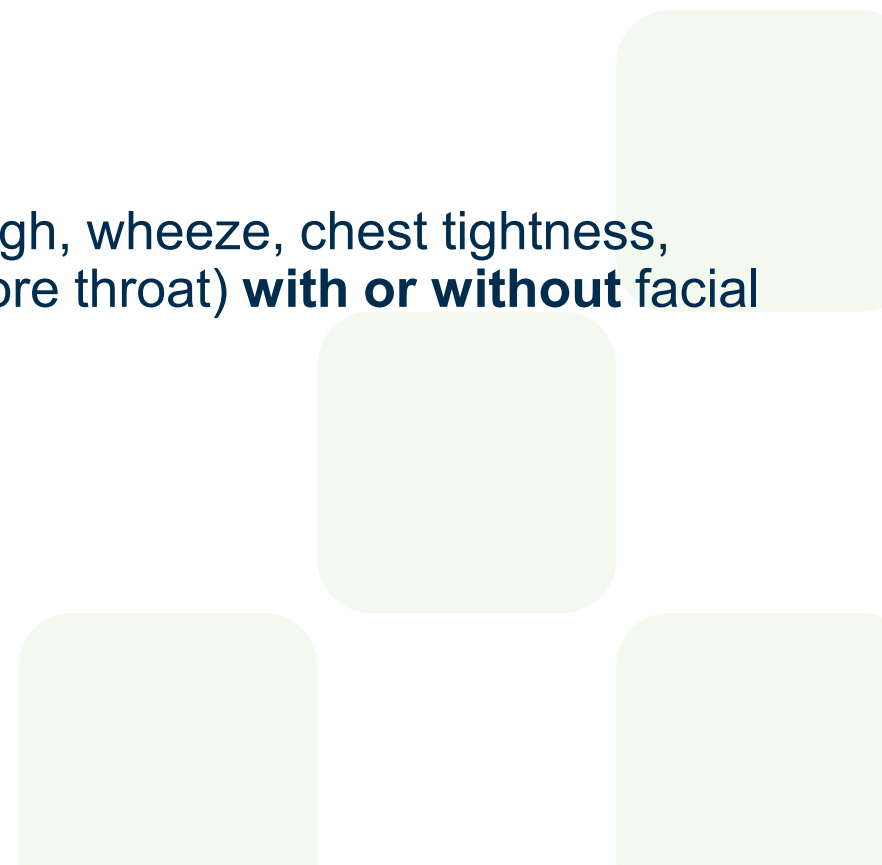 gh, wheeze, chest tightness,
ore throat) with or without facial